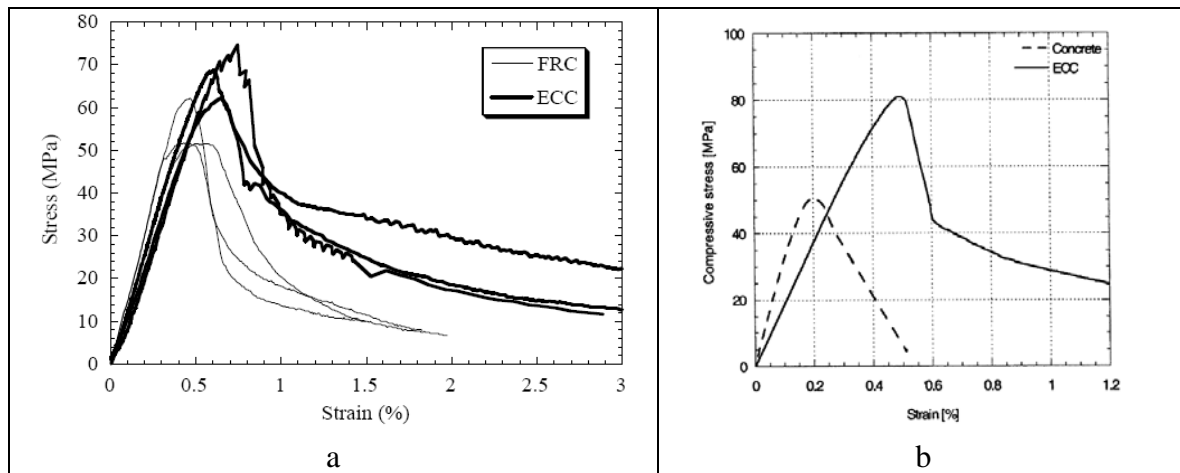 80
70
60
50
40
30
20
10
0
Stress (MPa)
FRC
ECC
0 0.5 1 1.5 2 2.5 3
Strain (%)
a
100
80
60
40
20
0
Compressive stress [MPa]
Concrete
ECC
0 0.2 0.4 0.6 0.8 1 1.2
Strain [%]
b